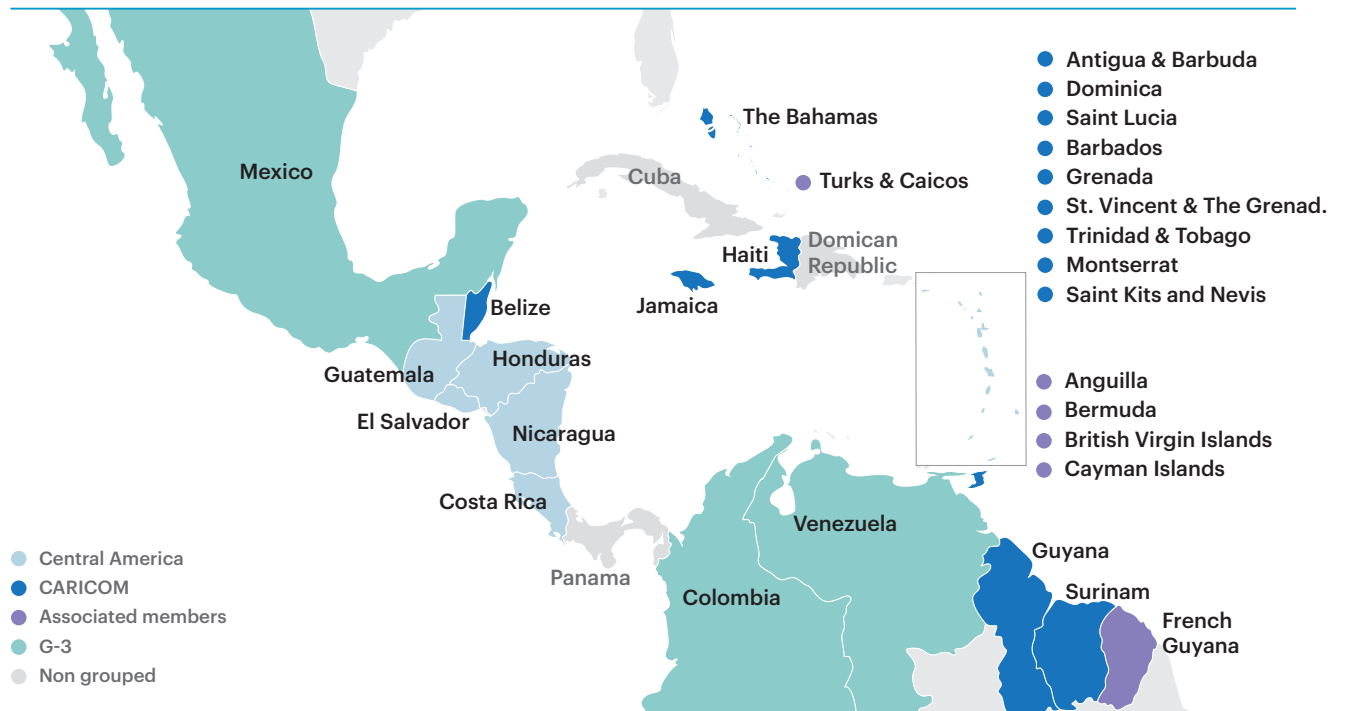 Antigua & Barbuda
Dominica
Saint Lucia
Barbados
Grenada
St. Vincent & The Grenad.
Trinidad & Tobago
Montserrat
Saint Kits and Nevis
The Bahamas
Mexico
Cuba
Turks & Caicos
Haiti
Domican
Republic
Jamaica
Belize
Honduras
Guatemala
El Salvador
Nicaragua
Costa Rica
Panama
Anguilla
Bermuda
British Virgin Islands
Cayman Islands
Venezuela
Colombia
Guyana
Surinam
French
Guyana
Central America
CARICOM
Associated members
G-3
Non grouped